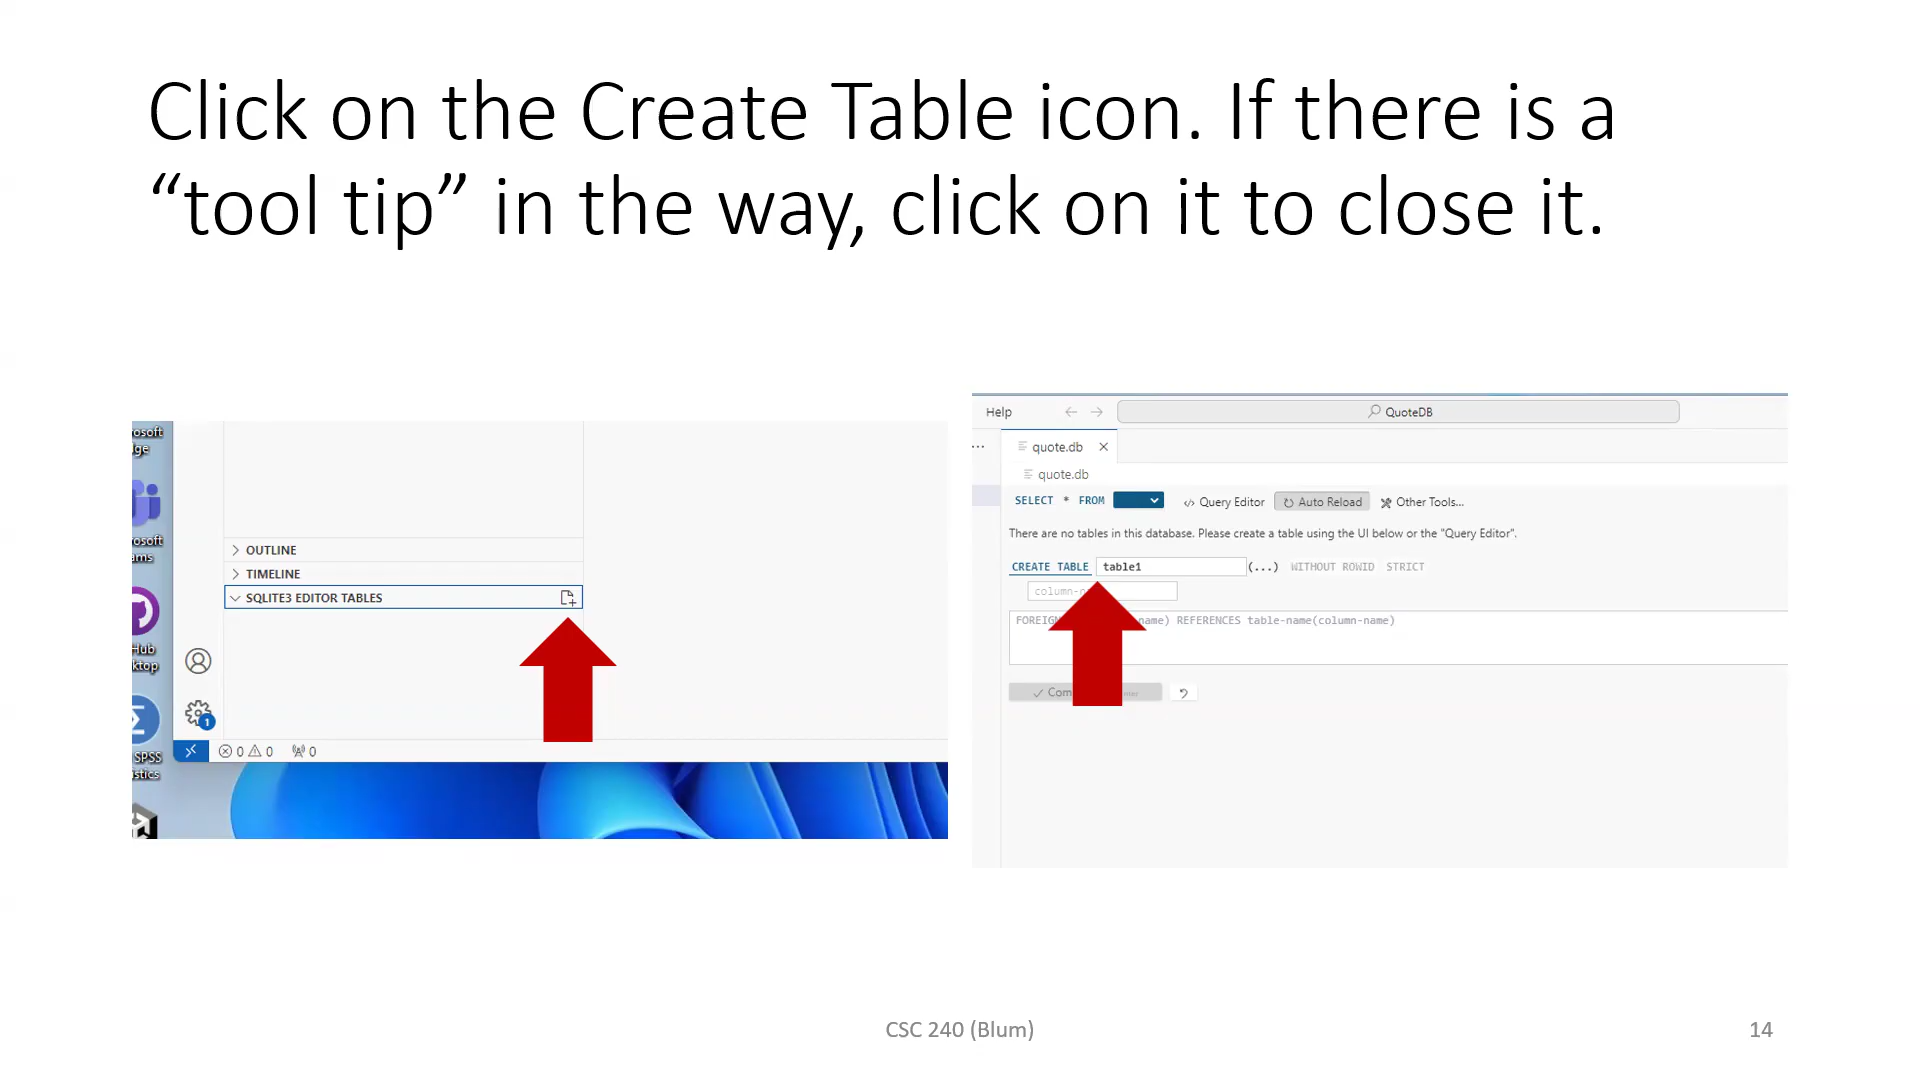 Click on the Create Table icon. If there is a
“tool tip” in the way, click on it to close it.
OUTLINE
TIMELINE
SQLITE3 EDITOR TABLES
1
0 0 0
SPSS
Help
QuoteDB
quote.db
quote.db
SELECT * FROM Query Editor Auto Reload Other Tools...
There are no tables in this database. Please create a table using the UI below or the "Query Editor".
CREATE TABLE table1 (...) WITHOUT ROWID STRICT
REFERENCES table-name(column-name)
CSC 240 (Blum)
14